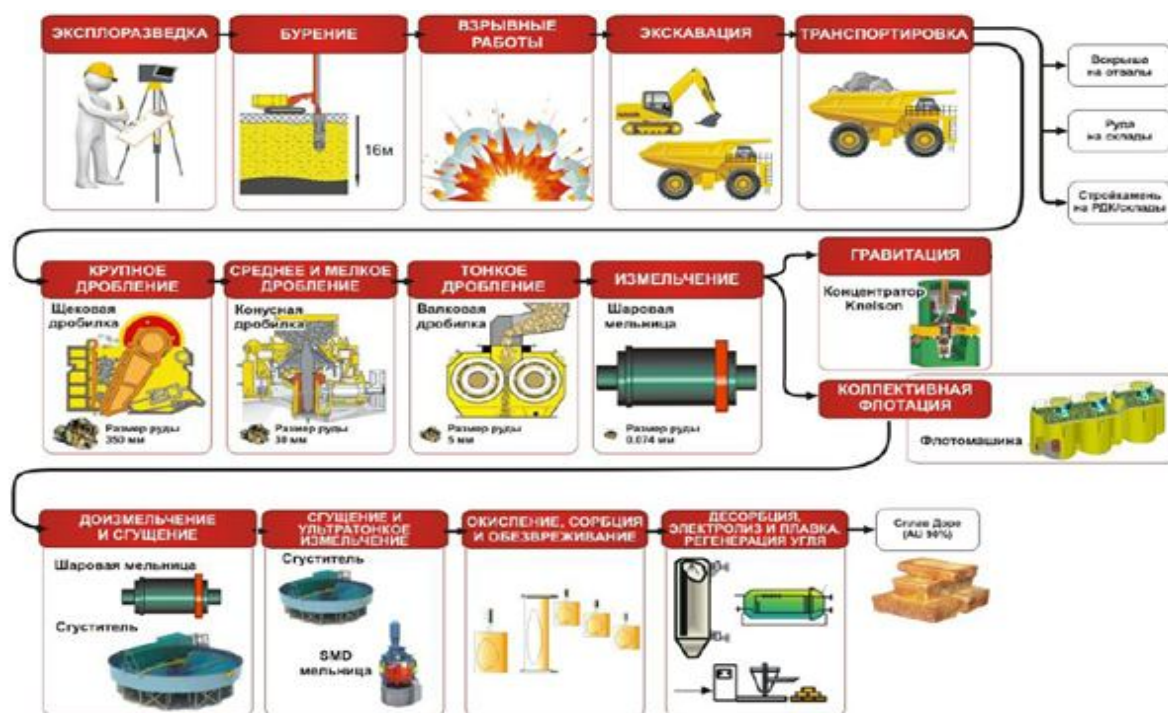 ЭКСПЛОРАЗВЕДКА
БУРЕНИЕ
ВЗРЫВНЫЕ
РАБОТЫ
ЭКСКАВАЦИЯ
ТРАНСПОРТИРОВКА
16м
Вскрыша
на отвалы
Руда
на склады
Стройкамень
на РДК/склады
КРУПНОЕ
ДРОБЛЕНИЕ
Щековая
дробилка
Размер руды
350 мм
СРЕДНЕЕ И МЕЛКОЕ
ДРОБЛЕНИЕ
Конусная
дробилка
Размер руды
30 мм
ТОНКОЕ
ДРОБЛЕНИЕ
Валковая
дробилка
Размер руды
5 мм
ИЗМЕЛЬЧЕНИЕ
Шаровая
мельница
Размер руды
0.074 мм
ГРАВИТАЦИЯ
Концентратор
Knelson
КОЛЛЕКТИВНАЯ
ФЛОТАЦИЯ
Флотомашина
ДОИЗМЕЛЬЧЕНИЕ
И СГУЩЕНИЕ
Шаровая мельница
Сгуститель
СГУЩЕНИЕ И
УЛЬТРАТОНКОЕ
ИЗМЕЛЬЧЕНИЕ
Сгуститель
SMD
мельница
ОКИСЛЕНИЕ, СОРБЦИЯ
И ОБЕЗВРЕЖИВАНИЕ
ДЕСОРБЦИЯ,
ЭЛЕКТРОЛИЗ И ПЛАВКА.
РЕГЕНЕРАЦИЯ УГЛЯ
Сплав Доре
(AU 90%)